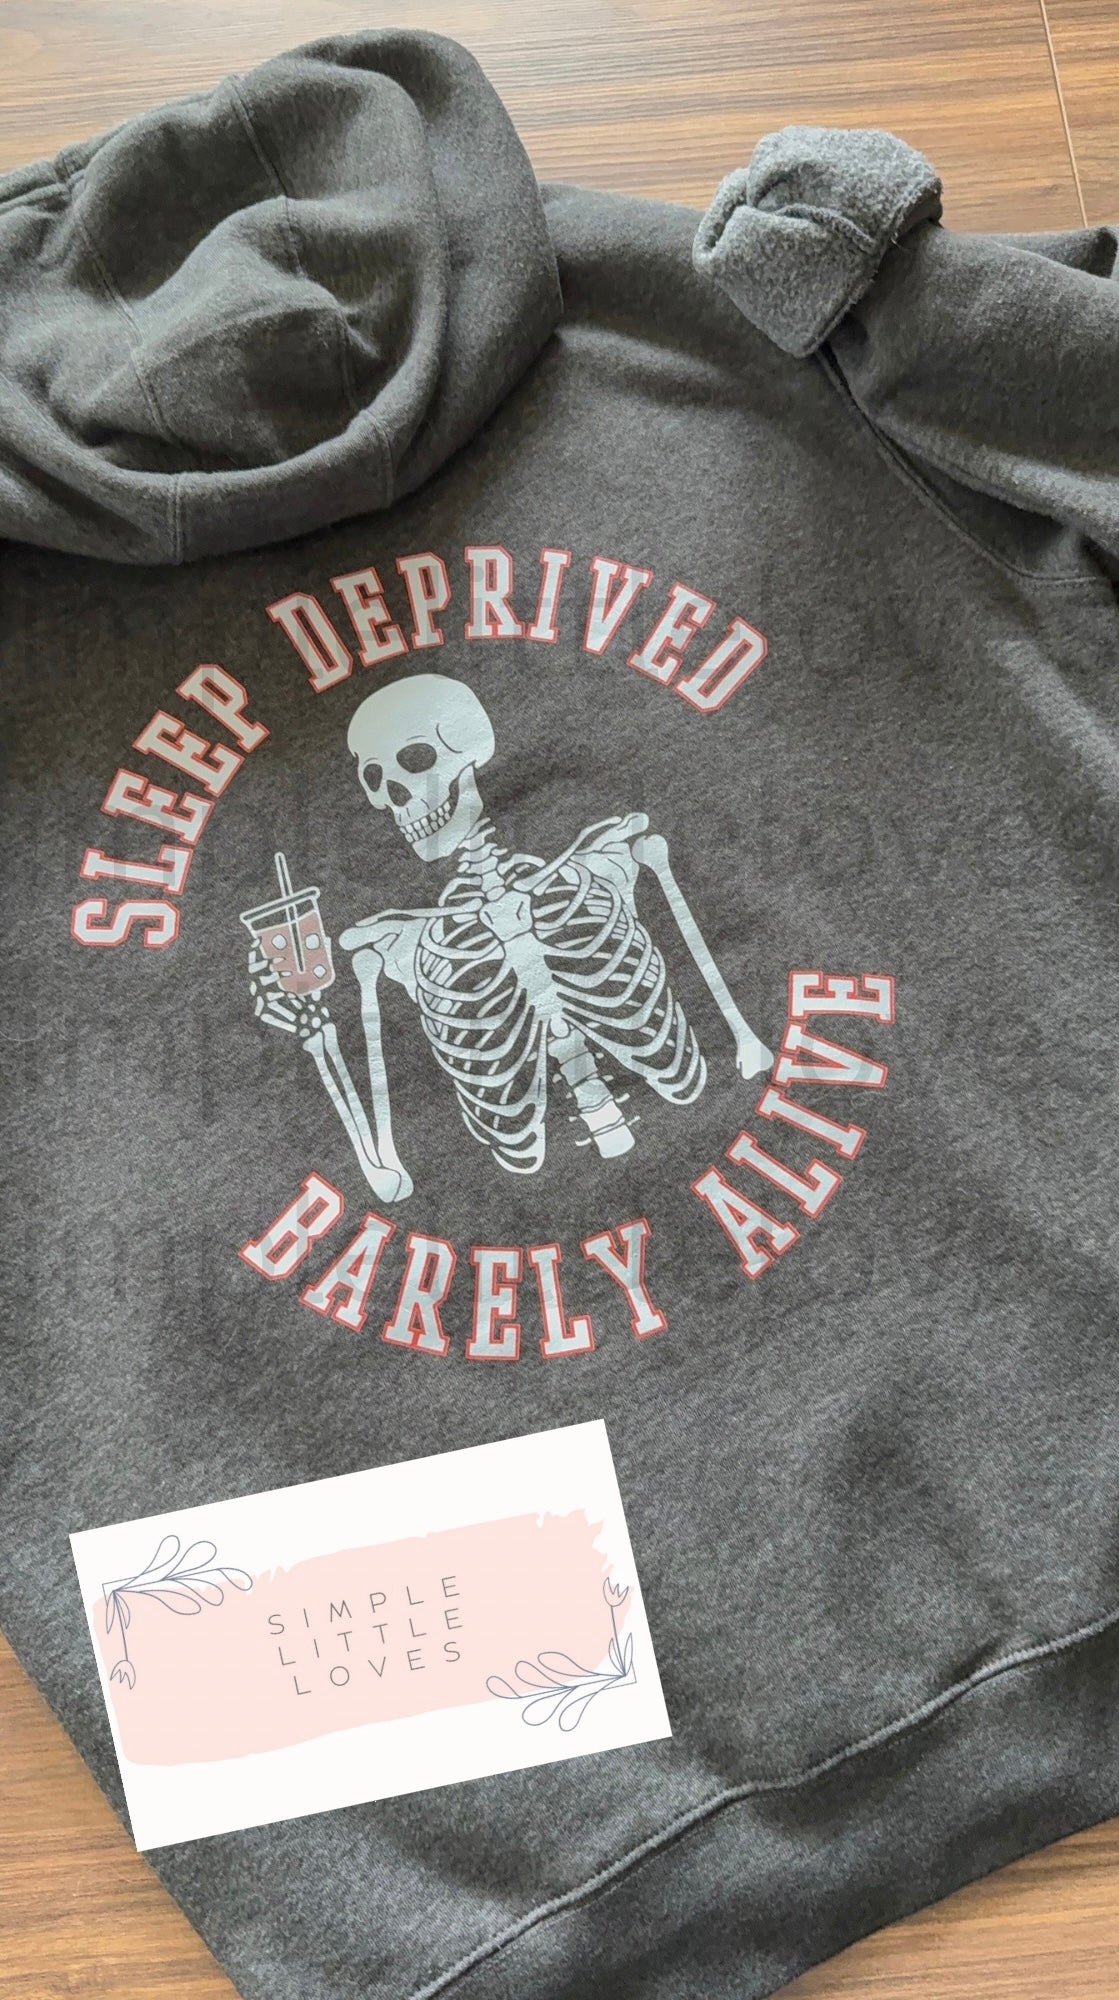 SLEEP DEPRIVED
BARELY ALIVE
SIMPLE
LITTLE
LOVES